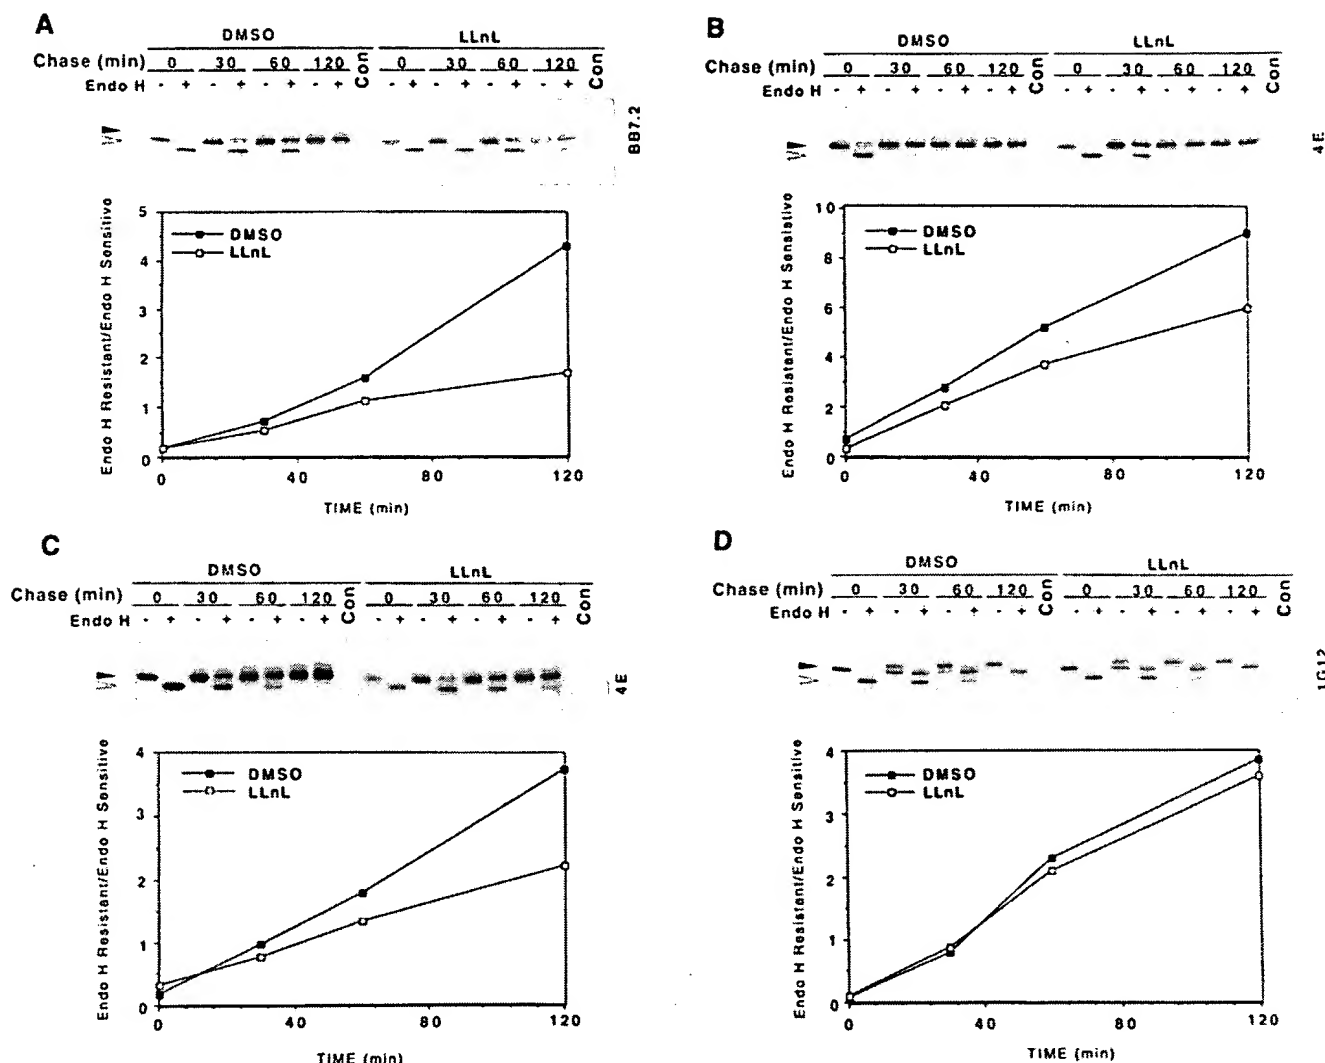 A
DMSO LLnL
Chase (min) 0 30 60 120 Con 0 30 60 120 Con
Endo H - + - + - + - + - + - + - + - +
BB7.2
Endo H Resistant/Endo H Sensitive
5
4
3
2
1
0
DMSO
LLnL
0 40 80 120
TIME (min)
B
DMSO LLnL
Chase (min) 0 30 60 120 Con 0 30 60 120 Con
Endo H - + - + - + - + - + - + - + - +
4E
Endo H Resistant/Endo H Sensistive
10
8
6
4
2
0
DMSO
LLnL
0 40 80 120
TIME (min)
C
DMSO LLnL
Chase (min) 0 30 60 120 Con 0 30 60 120 Con
Endo H - + - + - + - + - + - + - + - +
4E
Endo H Resistant/Endo H Sensitive
4
3
2
1
0
DMSO
LLnL
0 40 80 120
TIME (min)
D
DMSO LLnL
Chase (min) 0 30 60 120 Con 0 30 60 120 Con
Endo H - + - + - + - + - + - + - + - +
1G12
Endo H Resistant/Endo H Sensitive
4
3
2
1
0
DMSO
LLnL
0 40 80 120
TIME (min)